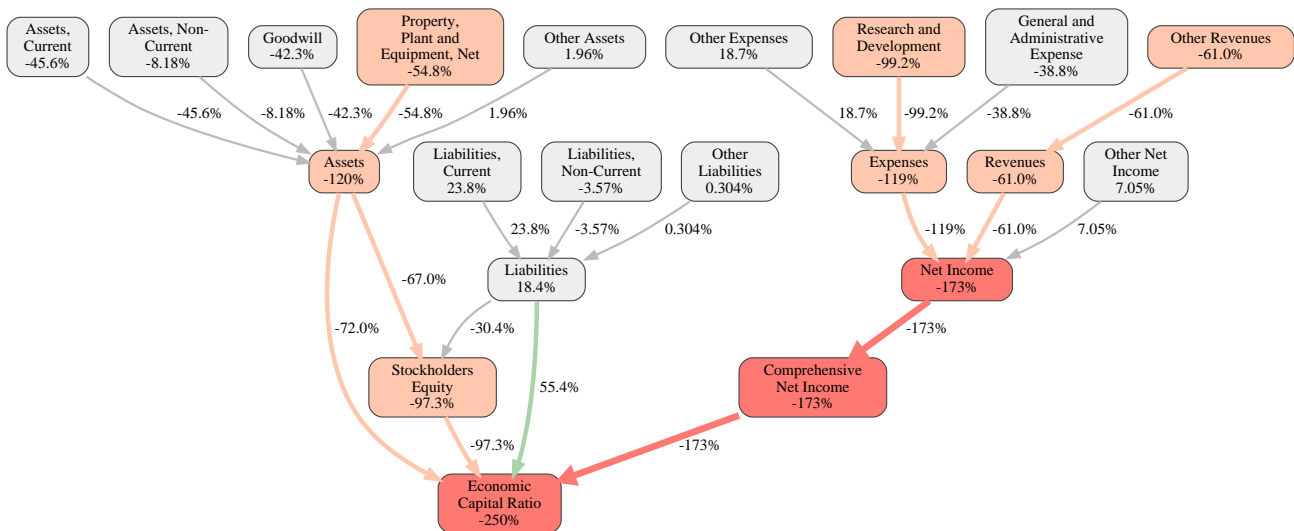 Assets,
Current
-45.6%
Assets, Non-
Current
-8.18%
Goodwill
-42.3%
Property,
Plant and
Equipment, Net
-54.8%
Other Assets
1.96%
Other Expenses
18.7%
Research and
Development
-99.2%
General and
Administrative
Expense
-38.8%
Other Revenues
-61.0%
-45.6%
-8.18%
-42.3%
-54.8%
1.96%
18.7%
-99.2%
-38.8%
-61.0%
Assets
-120%
Liabilities,
Current
23.8%
Liabilities,
Non-Current
-3.57%
Other
Liabilities
0.304%
Expenses
-119%
Revenues
-61.0%
Other Net
Income
7.05%
23.8%
-3.57%
0.304%
-119%
-61.0%
7.05%
-67.0%
Liabilities
18.4%
Net Income
-173%
-72.0%
-30.4%
-173%
Stockholders
Equity
-97.3%
55.4%
Comprehensive
Net Income
-173%
-97.3%
-173%
Economic
Capital Ratio
-250%